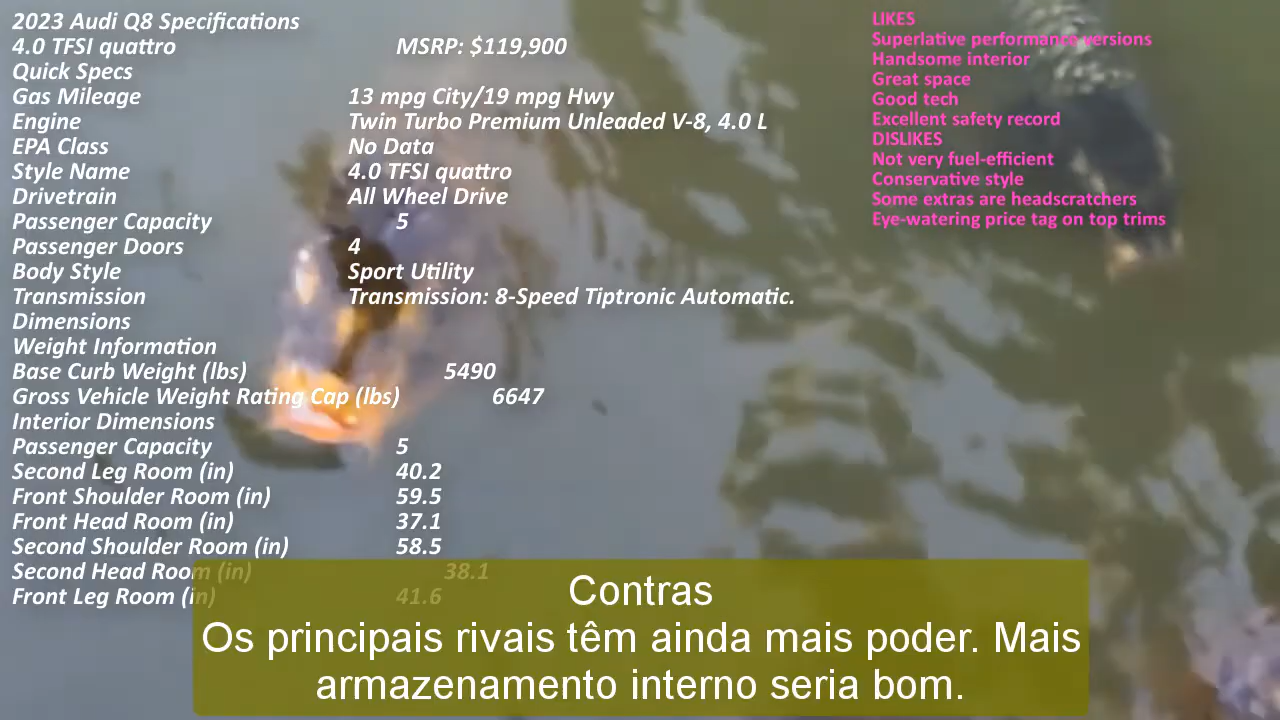 2023 Audi Q8 Specifications
4.0 TFSI quattro MSRP: $119,900
Quick Specs
Gas Mileage 13 mpg City/19 mpg Hwy
Engine Twin Turbo Premium Unleaded V-8, 4.0 L
EPA Class No Data
Style Name 4.0 TFSI quattro
Drivetrain All Wheel Drive
Passenger Capacity 5
Passenger Doors 4
Body Style Sport Utility
Transmission Transmission: 8-Speed Tiptronic Automatic.
Dimensions
Weight Information
Base Curb Weight (lbs) 5490
Gross Vehicle Weight Rating Cap (lbs) 6647
Interior Dimensions
Passenger Capacity 5
Second Leg Room (in) 40.2
Front Shoulder Room (in) 59.5
Front Head Room (in) 37.1
Second Shoulder Room (in) 58.5
Second Head Room (in) 38.1
Front Leg Room (in) 41.6
LIKES
Superlative performance versions
Handsome interior
Great space
Good tech
Excellent safety record
DISLIKES
Not very fuel-efficient
Conservative style
Some extras are headscratchers
Eye-watering price tag on top trims
Contras
Os principais rivais têm ainda mais poder. Mais
armazenamento interno seria bom.